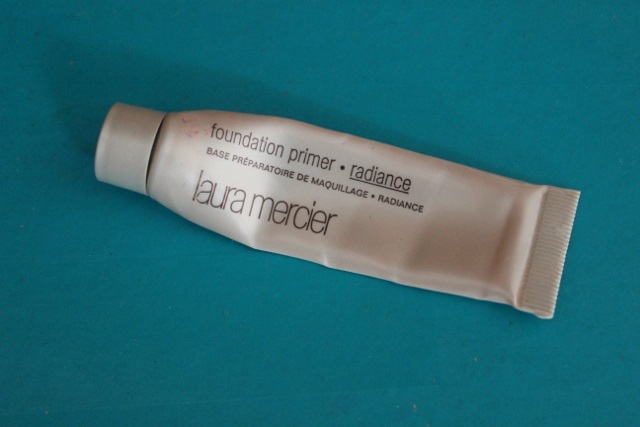 foundation primer • radiance
BASE PRÉPARATOIRE DE MAQUILLAGE • RADIANCE
laura mercier